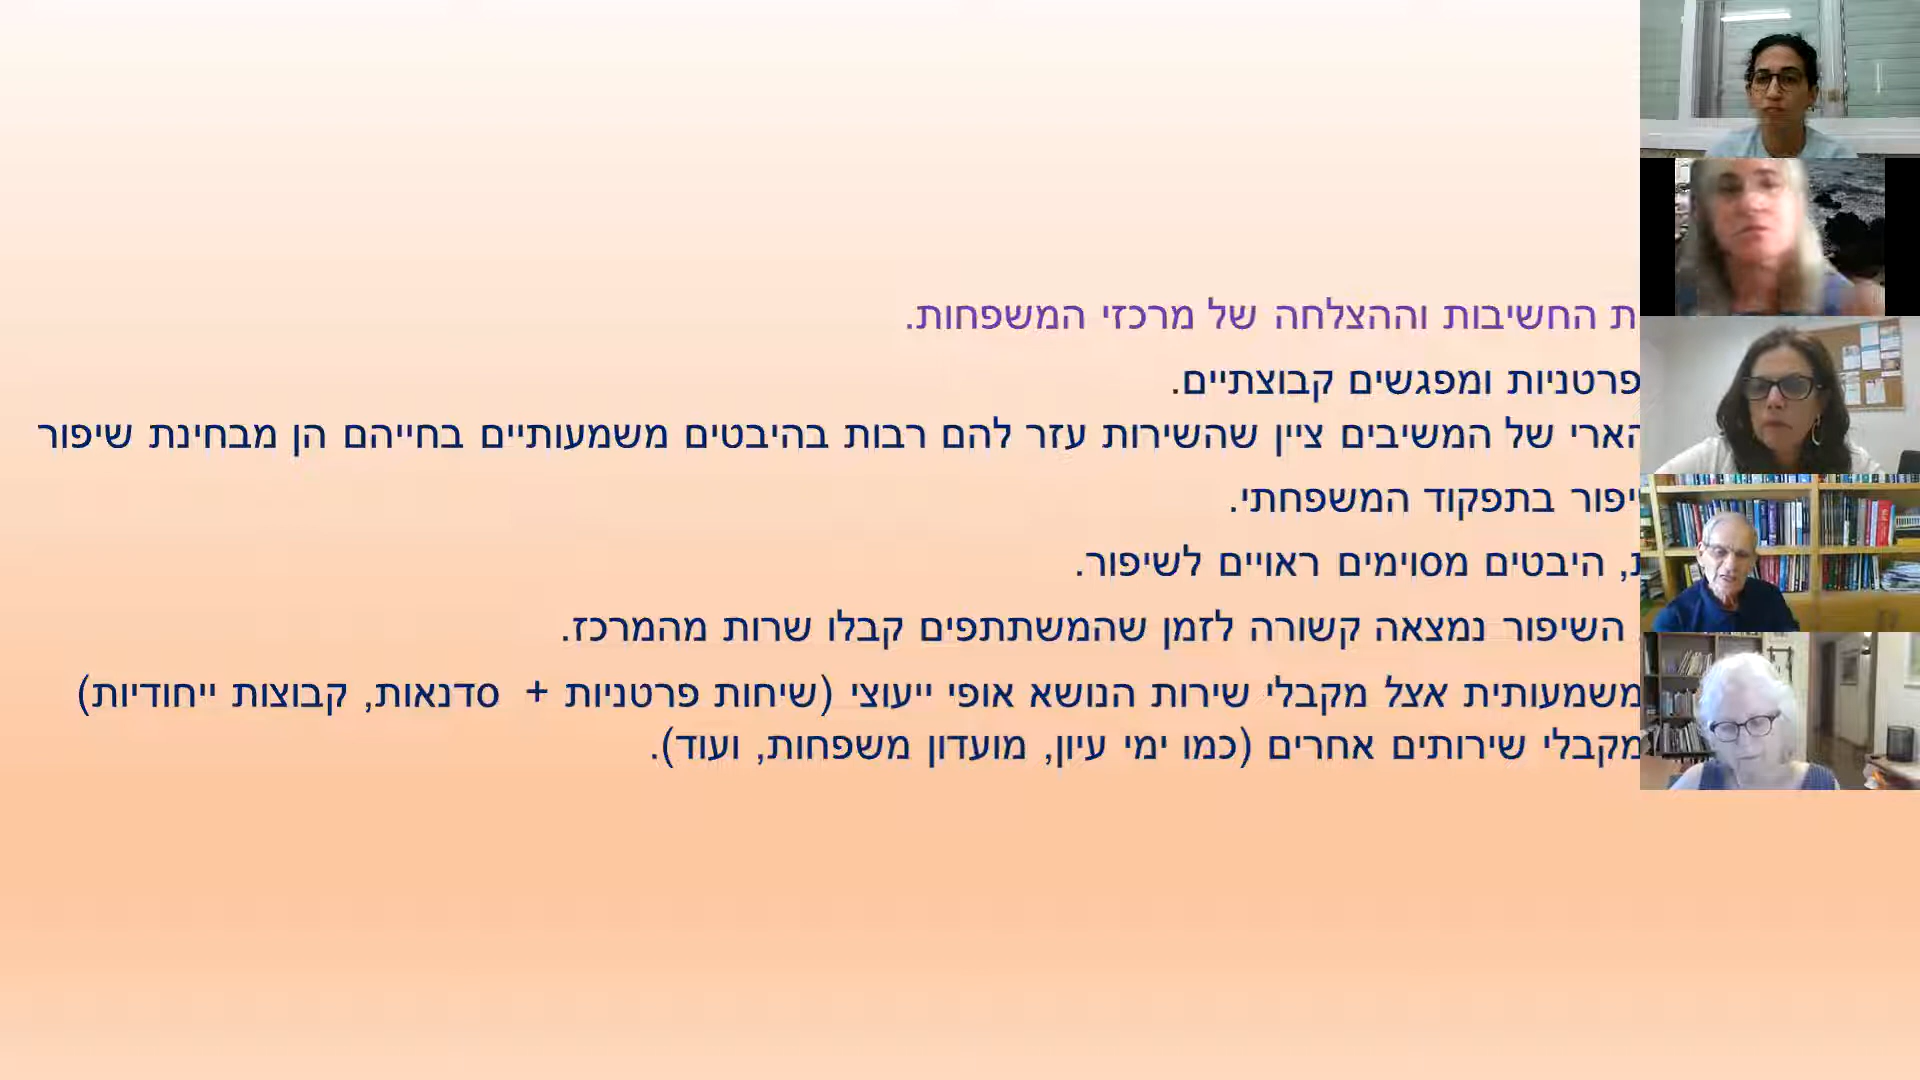 החשיבות וההצלחה של מרכזי המשפחות.
פרטניות ומפגשים קבוצתיים.
הארי של המשיבים ציין שהשירות עזר להם רבות בהיבטים משמעותיים בחייהם הן מבחינת שיפור
בתפקוד המשפחתי.
היבטים מסוימים ראויים לשיפור.
השיפור נמצאה קשורה לזמן שהמשתתפים קבלו שרות מהמרכז.
משמעותית אצל מקבלי שירות הנושא אופי ייעוצי (שיחות פרטניות + סדנאות, קבוצות ייחודיות)
מקבלי שירותים אחרים (כמו ימי עיון, מועדון משפחות, ועוד).